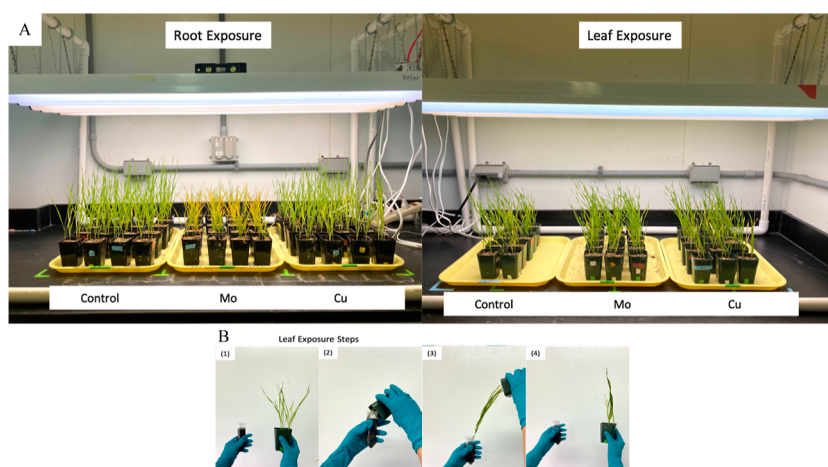 A
Root Exposure
Leaf Exposure
Control
Mo
Cu
Control
Mo
Cu
B
Leaf Exposure Steps
(1)
(2)
(3)
(4)